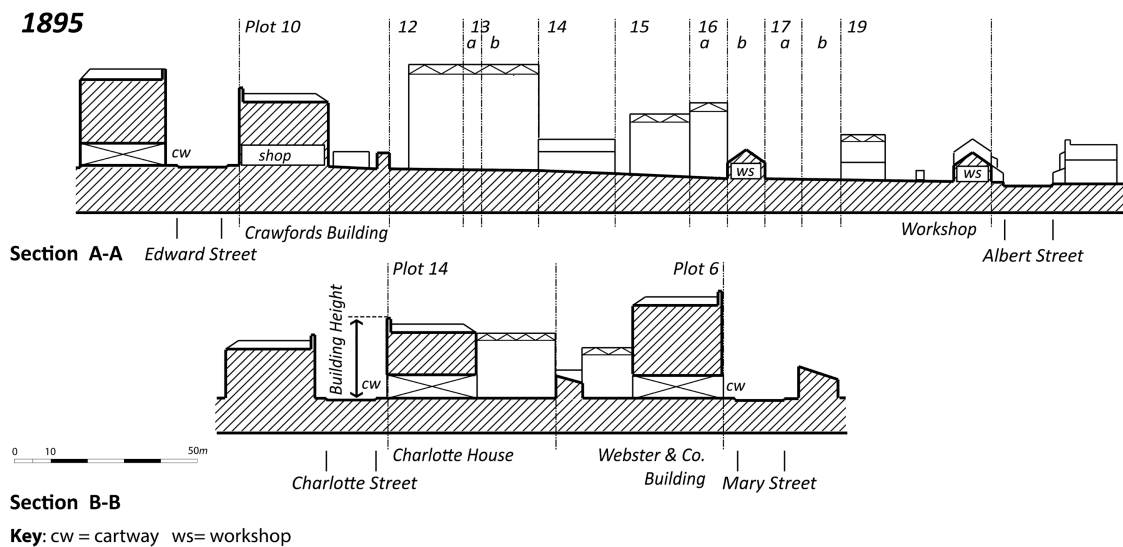 1895
Plot 10 12 13 14 15 16 17 19
a b a b a b
cw
shop
ws
ws
Crawfords Building
Workshop
Section A-A Edward Street
Albert Street
Plot 14
Plot 6
Building Height
cw
cw
0 10 50m
Charlotte House
Webster & Co.
Building
Charlotte Street
Mary Street
Section B-B
Key: cw = cartway ws= workshop